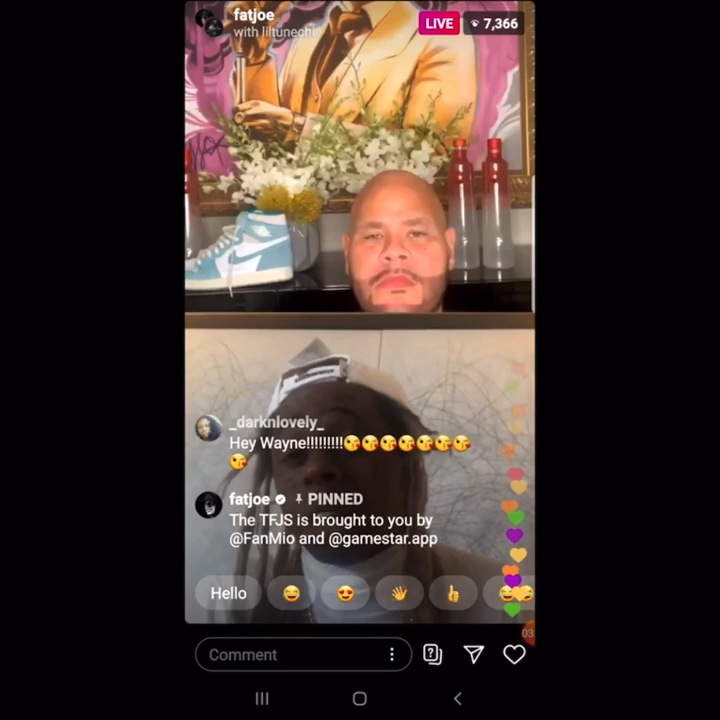 fatjoe
with liltunechi
LIVE
7,366
_darknlovely_
Hey Wayne!!!!!!!!!😘😘😘😘😘😘😘
😘
fatjoe PINNED
The TFJS is brought to you by
@FanMio and @gamestar.app
Hello
Comment
03